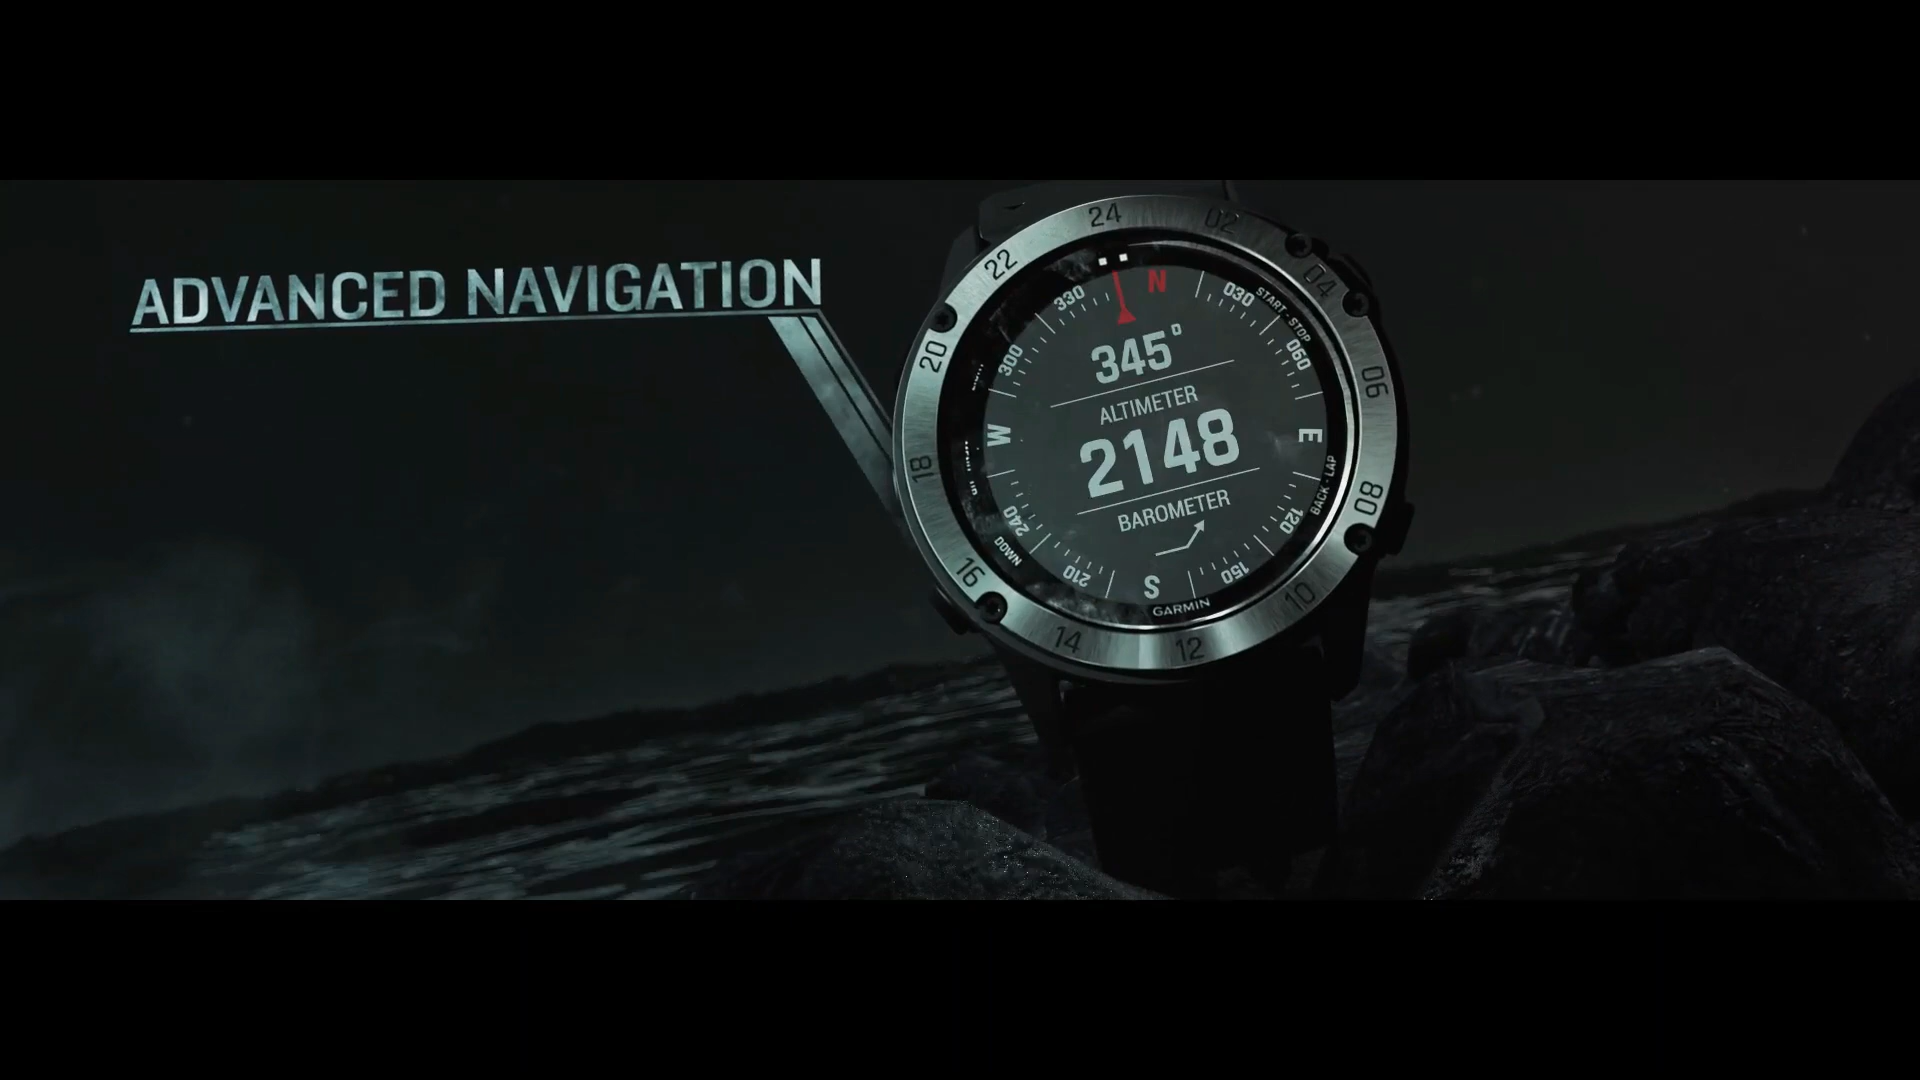 ADVANCED NAVIGATION
24
02
04
06
08
10
12
14
16
18
20
22
N
030
060
E
120
150
S
210
240
W
300
330
START · STOP
BACK · LAP
DOWN
345°
ALTIMETER
2148
BAROMETER
GARMIN